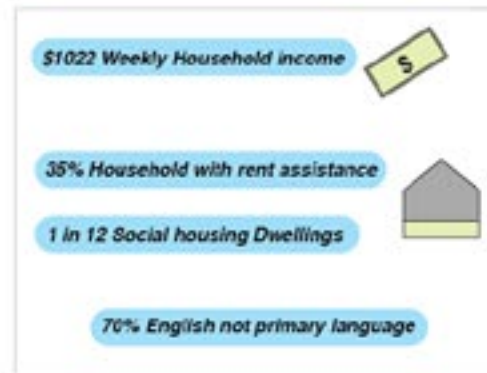 $1022 Weekly Household income
$
35% Household with rent assistance
1 in 12 Social housing Dwellings
70% English not primary language